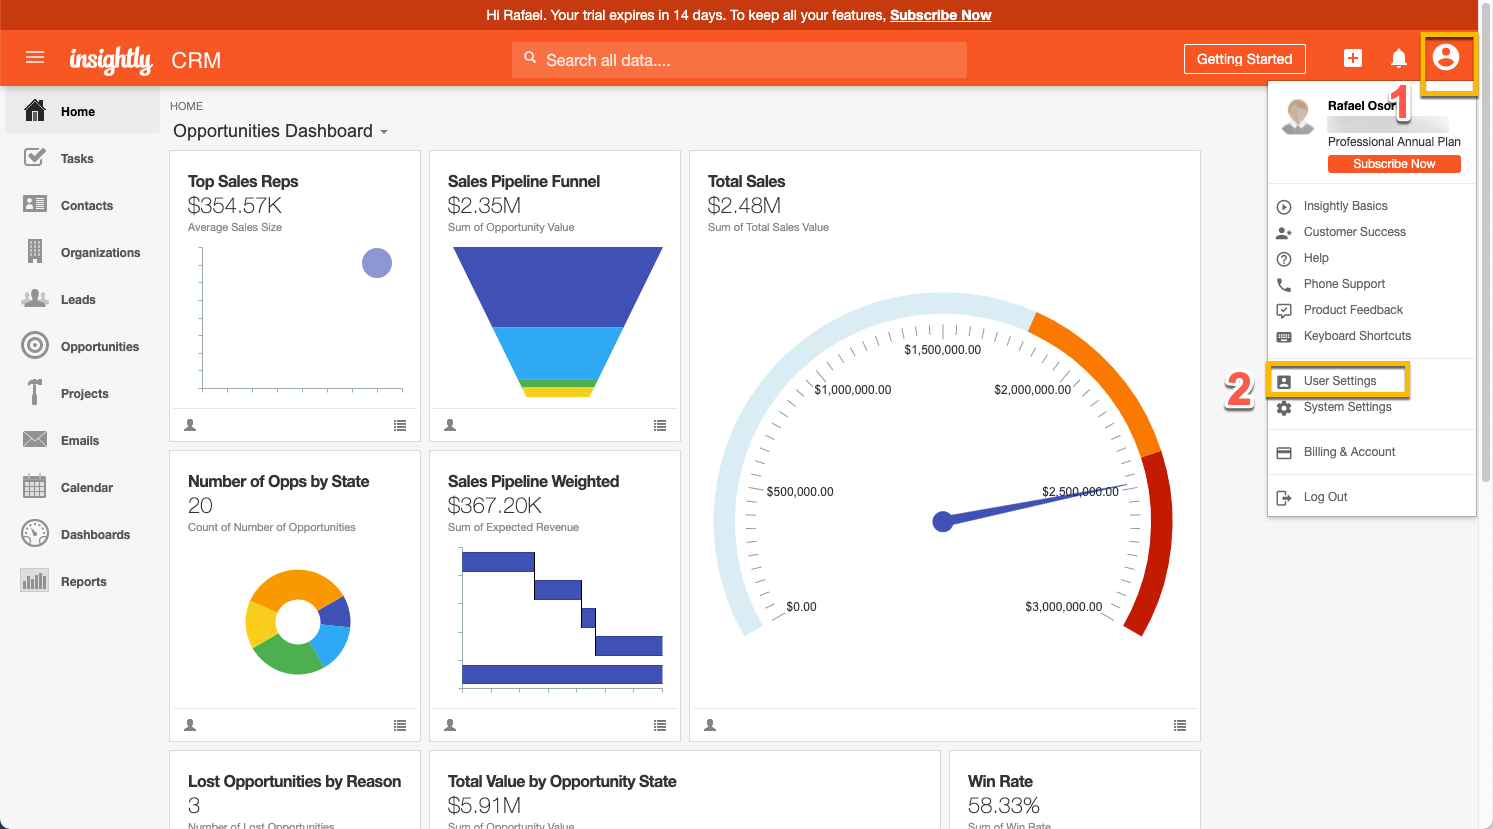 Hi Rafael. Your trial expires in 14 days. To keep all your features, Subscribe Now
insightly CRM
Search all data....
Getting Started
Home
Tasks
Contacts
Organizations
Leads
Opportunities
Projects
Emails
Calendar
Dashboards
Reports
HOME
Opportunities Dashboard
Top Sales Reps
$354.57K
Average Sales Size
Sales Pipeline Funnel
$2.35M
Sum of Opportunity Value
Total Sales
$2.48M
Sum of Total Sales Value
$0.00
$500,000.00
$1,000,000.00
$1,500,000.00
$2,000,000.00
$2,500,000.00
$3,000,000.00
Number of Opps by State
20
Count of Number of Opportunities
Sales Pipeline Weighted
$367.20K
Sum of Expected Revenue
Lost Opportunities by Reason
3
Number of Lost Opportunities
Total Value by Opportunity State
$5.91M
Sum of Opportunity Value
Win Rate
58.33%
Sum of Win Rate
1
Rafael Osor
Professional Annual Plan
Subscribe Now
Insightly Basics
Customer Success
Help
Phone Support
Product Feedback
Keyboard Shortcuts
2
User Settings
System Settings
Billing & Account
Log Out